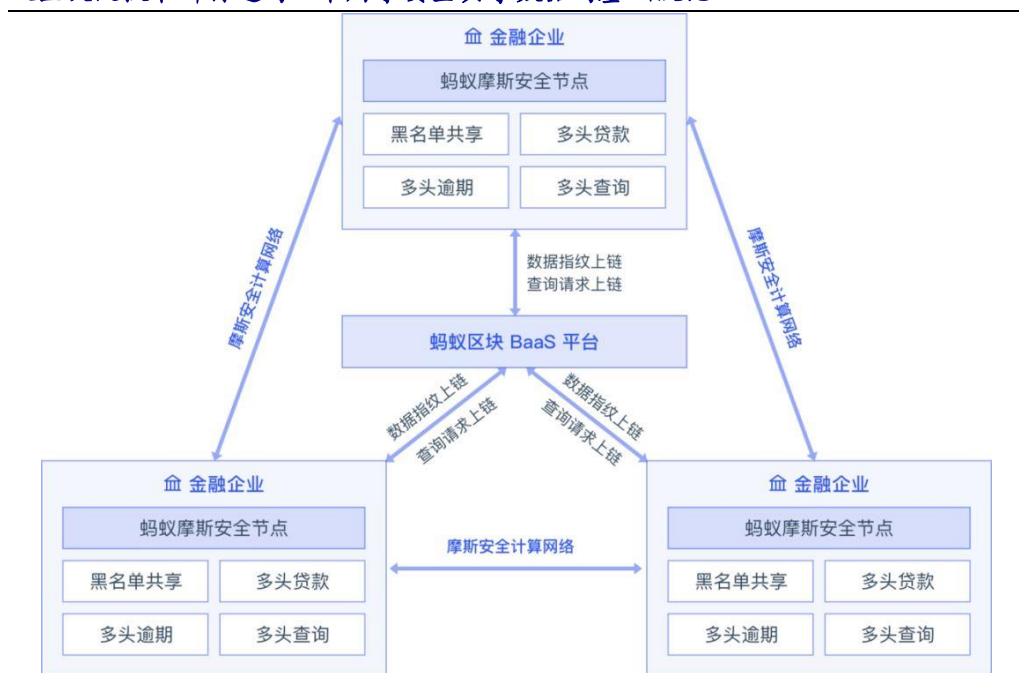 金融企业
蚂蚁摩斯安全节点
黑名单共享
多头贷款
多头逾期
多头查询
摩斯安全计算网络
数据指纹上链
查询请求上链
摩斯安全计算网络
蚂蚁区块 BaaS 平台
数据指纹上链
查询请求上链
数据指纹上链
查询请求上链
金融企业
蚂蚁摩斯安全节点
黑名单共享
多头贷款
多头逾期
多头查询
摩斯安全计算网络
金融企业
蚂蚁摩斯安全节点
黑名单共享
多头贷款
多头逾期
多头查询